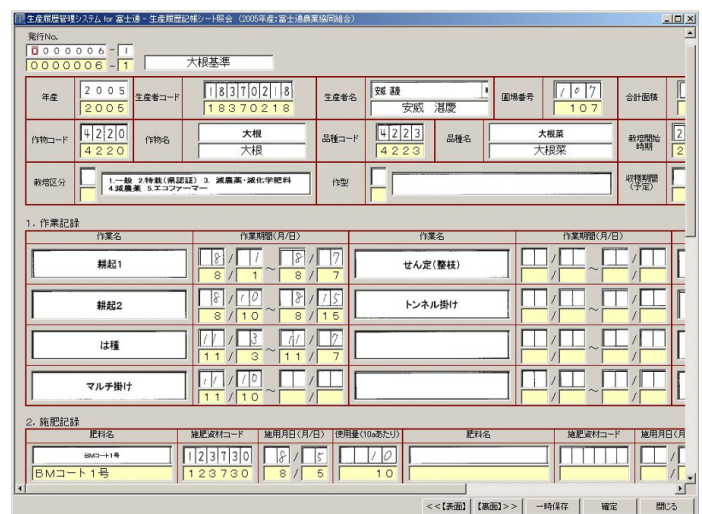 生産履歴管理システム for 富士通 - 生産履歴記帳シート照会 （2005年産：富士通農業協同組合）
発行No.
0000006 - 1
0000006 - 1
大根基準
年産 2005 生産者コード 18370218 生産者名 安威 湛慶 圃場番号 107 合計面積
2005 18370218 安威 湛慶 107
作物コード 4220 作物名 大根 品種コード 4223 品種名 大根菜 栽培開始時期 2
4220 大根 4223 大根菜 2
栽培区分 1.一般 2.特栽(県認証) 3. 減農薬・減化学肥料 作型 収穫期間(予定)
4.減農薬 5.エコファーマー
1. 作業記録
作業名 作業期間(月/日) 作業名 作業期間(月/日)
耕起1 8/1 ~ 8/7 せん定(整枝) / ~ /
8/1 ~ 8/7 / ~ /
耕起2 8/10 ~ 8/15 トンネル掛け / ~ /
8/10 ~ 8/15 / ~ /
は種 11/3 ~ 11/7 / ~ /
11/3 ~ 11/7 / ~ /
マルチ掛け 11/10 ~ / / ~ /
11/10 ~ / / ~ /
2. 施肥記録
肥料名 施肥資材コード 施用月日(月/日) 使用量(10aあたり) 肥料名 施肥資材コード 施用月日(月
BMコート1号 123730 8/5 10 /
BMコート1号 123730 8/5 10 /
<<【表面】 【裏面】>> 一時保存 確定 閉じる